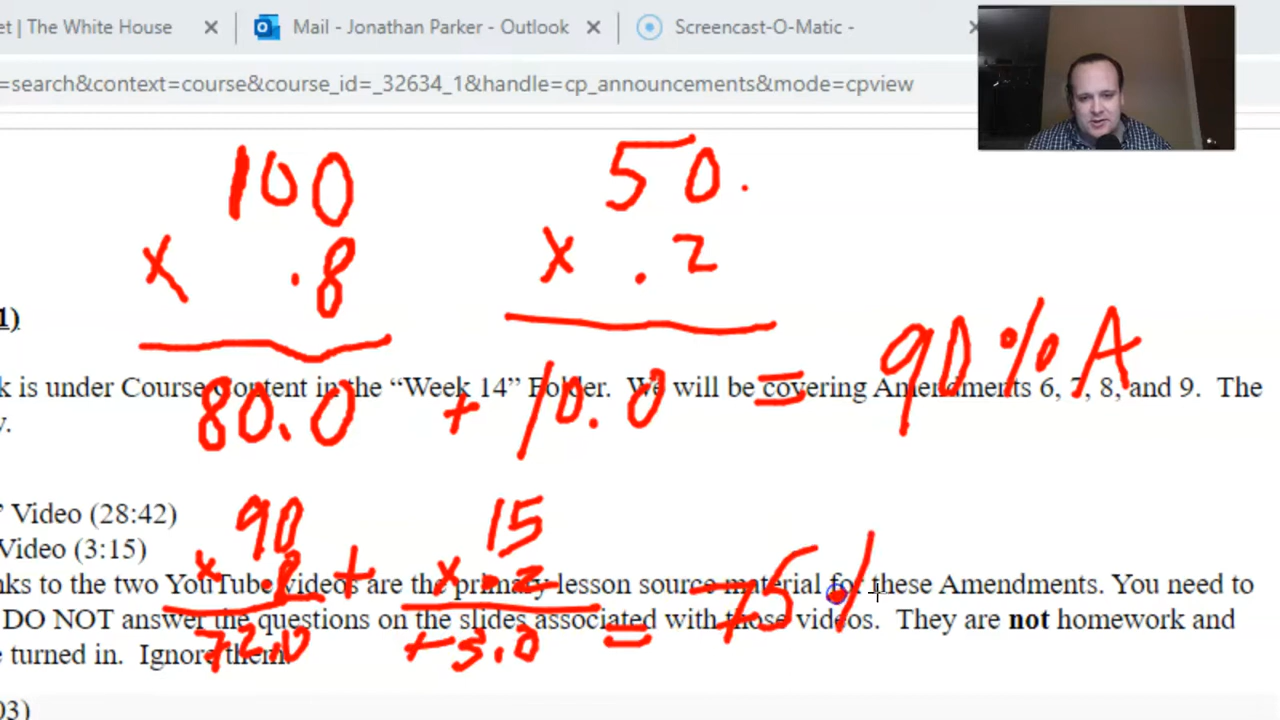 et | The White House
Mail - Jonathan Parker - Outlook
Screencast-O-Matic -
=search&context=course&course_id=_32634_1&handle=cp_announcements&mode=cpview
100
x .8
80.0
+
50.
x .2
10.0
= 90% A
1)
k is under Course Content in the “Week 14” Folder. We will be covering Amendments 6, 7, 8, and 9. The
y.
” Video (28:42)
Video (3:15)
90
x .8
72.0
+
15
x .2
+3.0
= 75
nks to the two YouTube videos are the primary lesson source material for these Amendments. You need to
DO NOT answer the questions on the slides associated with those videos. They are not homework and
e turned in. Ignore them.
03)